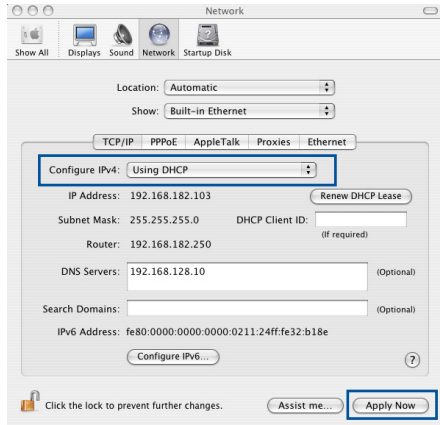 Network
Show All Displays Sound Network Startup Disk
Location: Automatic
Show: Built-in Ethernet
TCP/IP PPPoE AppleTalk Proxies Ethernet
Configure IPv4: Using DHCP
IP Address: 192.168.182.103 Renew DHCP Lease
Subnet Mask: 255.255.255.0 DHCP Client ID:
(If required)
Router: 192.168.182.250
DNS Servers: 192.168.128.10 (Optional)
Search Domains: (Optional)
IPv6 Address: fe80:0000:0000:0000:0211:24ff:fe32:b18e
Configure IPv6... ?
Click the lock to prevent further changes. Assist me... Apply Now